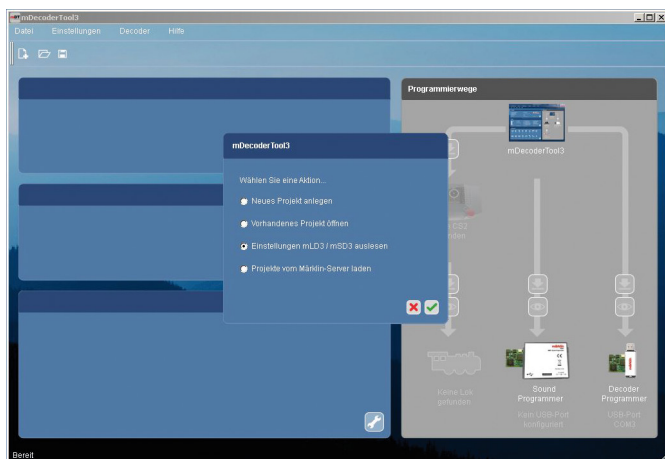 mDecoderTool3
Datei Einstellungen Decoder Hilfe
Programmierwege
mDecoderTool3
mDecoderTool3
Wählen Sie eine Aktion...
Neues Projekt anlegen
Vorhandenes Projekt öffnen
Einstellungen mLD3 / mSD3 auslesen
Projekte vom Märklin-Server laden
CS2
Keine Lok
gefunden
Sound
Programmer
Kein USB-Port
konfiguriert
Decoder
Programmer
USB-Port
COM3
Bereit